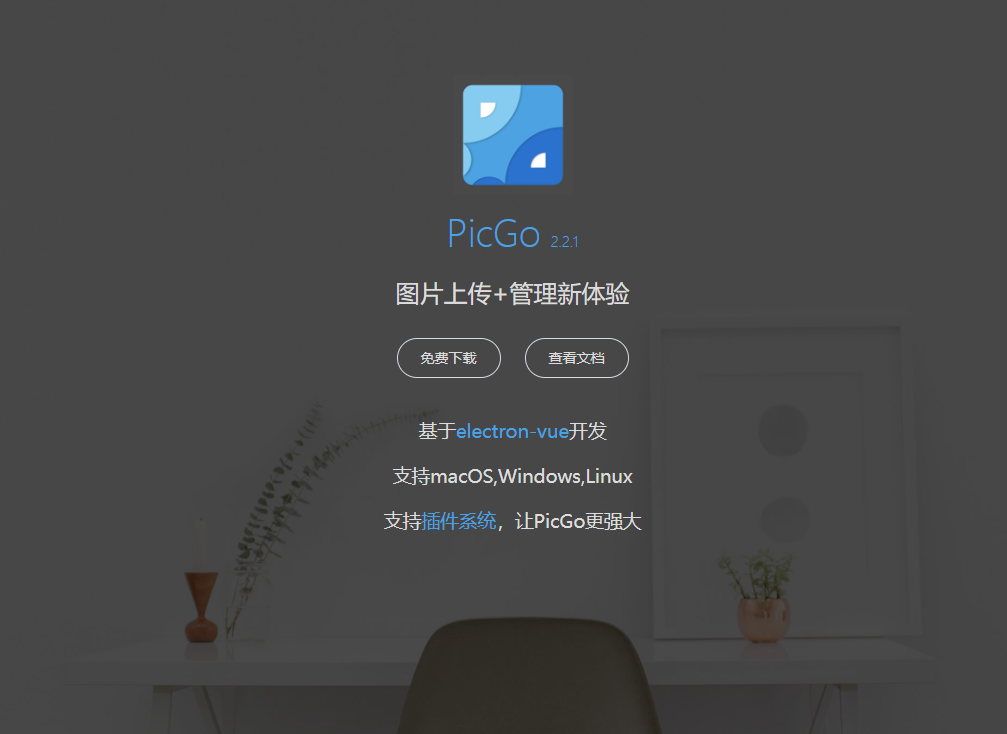 PicGo 2.2.1
图片上传+管理新体验
免费下载 查看文档
基于electron-vue开发
支持macOS,Windows,Linux
支持插件系统，让PicGo更强大